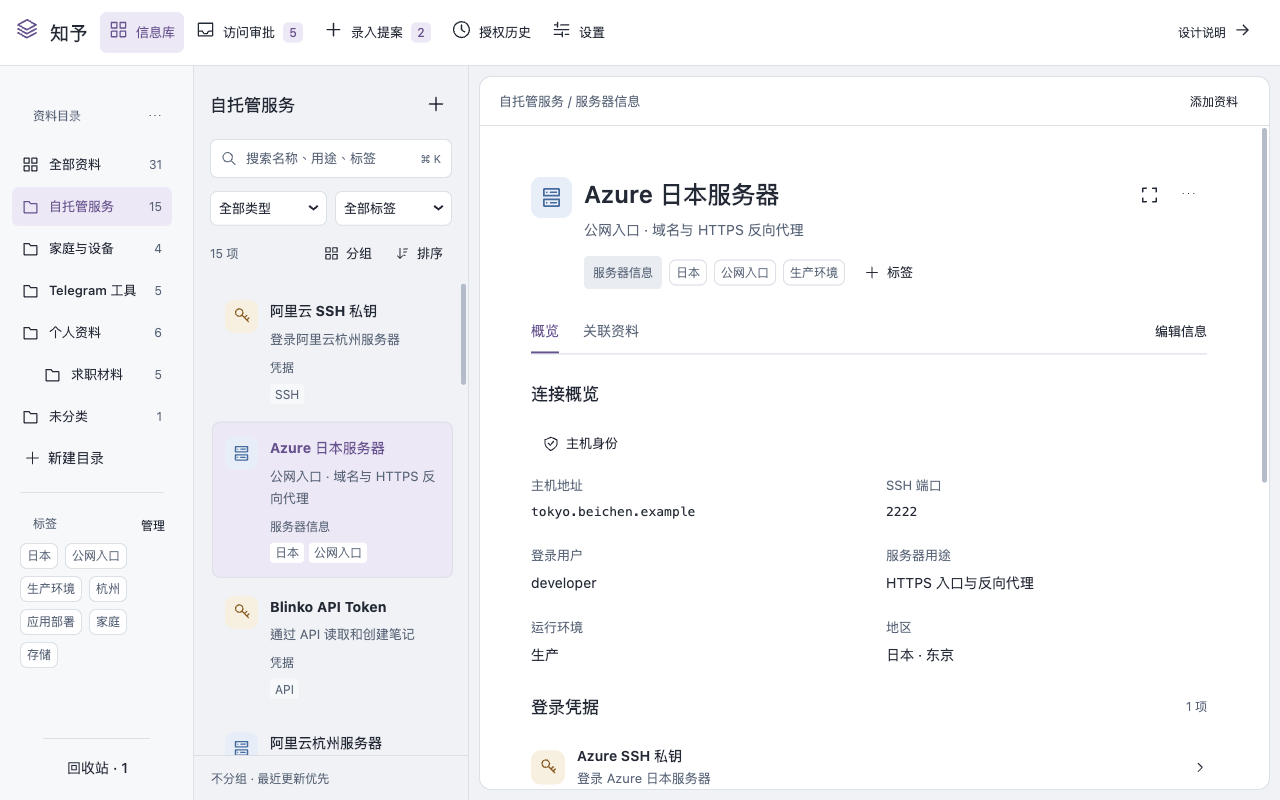 知予
信息库
访问审批 5
录入提案 2
授权历史
设置
设计说明
资料目录
全部资料 31
自托管服务 15
家庭与设备 4
Telegram 工具 5
个人资料 6
求职材料 5
未分类 1
新建目录
标签 管理
日本 公网入口
生产环境 杭州
应用部署 家庭
存储
回收站 · 1
自托管服务
搜索名称、用途、标签 ⌘ K
全部类型 全部标签
15 项 分组 排序
阿里云 SSH 私钥
登录阿里云杭州服务器
凭据
SSH
Azure 日本服务器
公网入口 · 域名与 HTTPS 反
向代理
服务器信息
日本 公网入口
Blinko API Token
通过 API 读取和创建笔记
凭据
API
阿里云杭州服务器
不分组 · 最近更新优先
自托管服务 / 服务器信息 添加资料
Azure 日本服务器
公网入口 · 域名与 HTTPS 反向代理
服务器信息 日本 公网入口 生产环境 标签
概览 关联资料 编辑信息
连接概览
主机身份
主机地址 SSH 端口
tokyo.beichen.example 2222
登录用户 服务器用途
developer HTTPS 入口与反向代理
运行环境 地区
生产 日本 · 东京
登录凭据 1 项
Azure SSH 私钥
登录 Azure 日本服务器